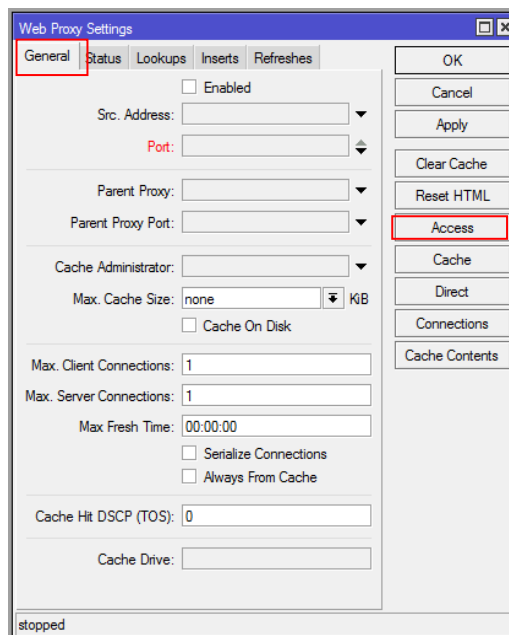 Web Proxy Settings
General Status Lookups Inserts Refreshes
Enabled
Src. Address:
Port:
Parent Proxy:
Parent Proxy Port:
Cache Administrator:
Max. Cache Size: none KiB
Cache On Disk
Max. Client Connections: 1
Max. Server Connections: 1
Max Fresh Time: 00:00:00
Serialize Connections
Always From Cache
Cache Hit DSCP (TOS): 0
Cache Drive:
OK
Cancel
Apply
Clear Cache
Reset HTML
Access
Cache
Direct
Connections
Cache Contents
stopped